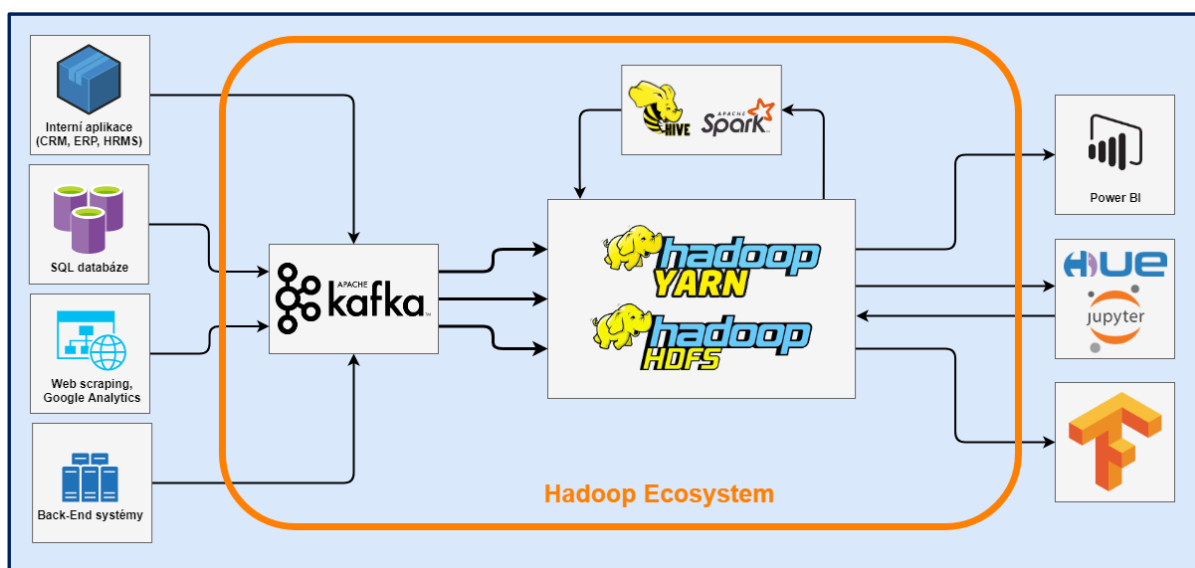 Interní aplikace
(CRM, ERP, HRMS)
SQL databáze
Web scraping,
Google Analytics
Back-End systémy
APACHE
kafka
HIVE
APACHE
Spark
hadoop
YARN
hadoop
HDFS
Hadoop Ecosystem
Power BI
HUE
jupyter